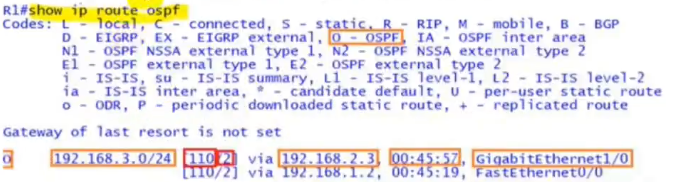 R1#show ip route ospf
Codes: L - local, C - connected, S - static, R - RIP, M - mobile, B - BGP
D - EIGRP, EX - EIGRP external, O - OSPF, IA - OSPF inter area
N1 - OSPF NSSA external type 1, N2 - OSPF NSSA external type 2
E1 - OSPF external type 1, E2 - OSPF external type 2
i - IS-IS, su - IS-IS summary, L1 - IS-IS level-1, L2 - IS-IS level-2
ia - IS-IS inter area, * - candidate default, U - per-user static route
o - ODR, P - periodic downloaded static route, + - replicated route
Gateway of last resort is not set
O 192.168.3.0/24 [110/2] via 192.168.2.3, 00:45:57, GigabitEthernet1/0
[110/2] via 192.168.1.2, 00:45:19, FastEthernet0/0